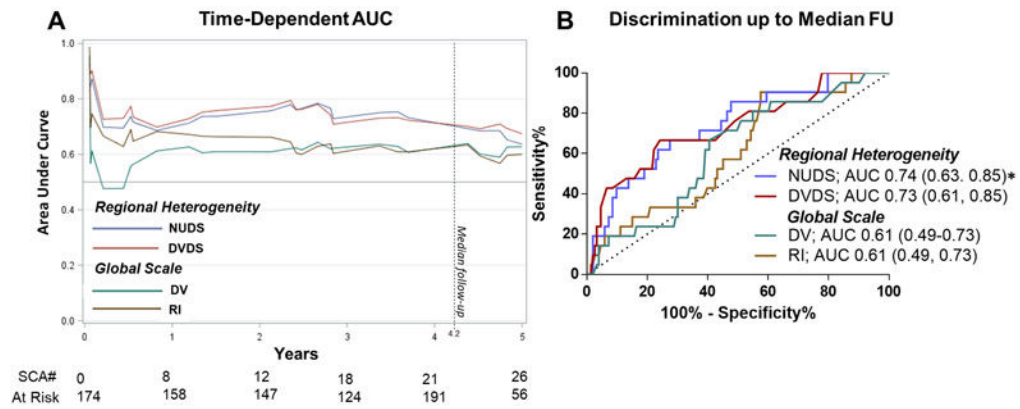 A
Time-Dependent AUC
1.0
0.8
0.6
0.4
0.2
0.0
Area Under Curve
Regional Heterogeneity
NUDS
DVDS
Global Scale
DV
RI
Median follow-up
0 1 2 3 4 4.2 5
Years
SCA# 0 8 12 18 21 26
At Risk 174 158 147 124 191 56
B
Discrimination up to Median FU
100
80
60
40
20
0
Sensitivity%
Regional Heterogeneity
NUDS; AUC 0.74 (0.63. 0.85)*
DVDS; AUC 0.73 (0.61, 0.85)
Global Scale
DV; AUC 0.61 (0.49-0.73)
RI; AUC 0.61 (0.49, 0.73)
0 20 40 60 80 100
100% - Specificity%